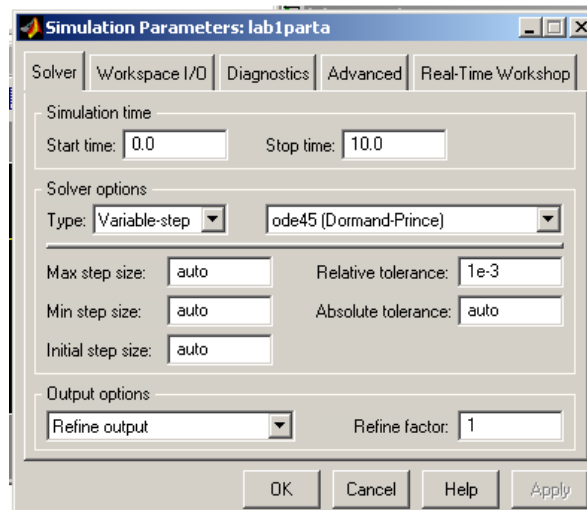 Simulation Parameters: lab1parta
Solver Workspace I/O Diagnostics Advanced Real-Time Workshop
Simulation time
Start time: 0.0 Stop time: 10.0
Solver options
Type: Variable-step ode45 (Dormand-Prince)
Max step size: auto Relative tolerance: 1e-3
Min step size: auto Absolute tolerance: auto
Initial step size: auto
Output options
Refine output Refine factor: 1
OK Cancel Help Apply